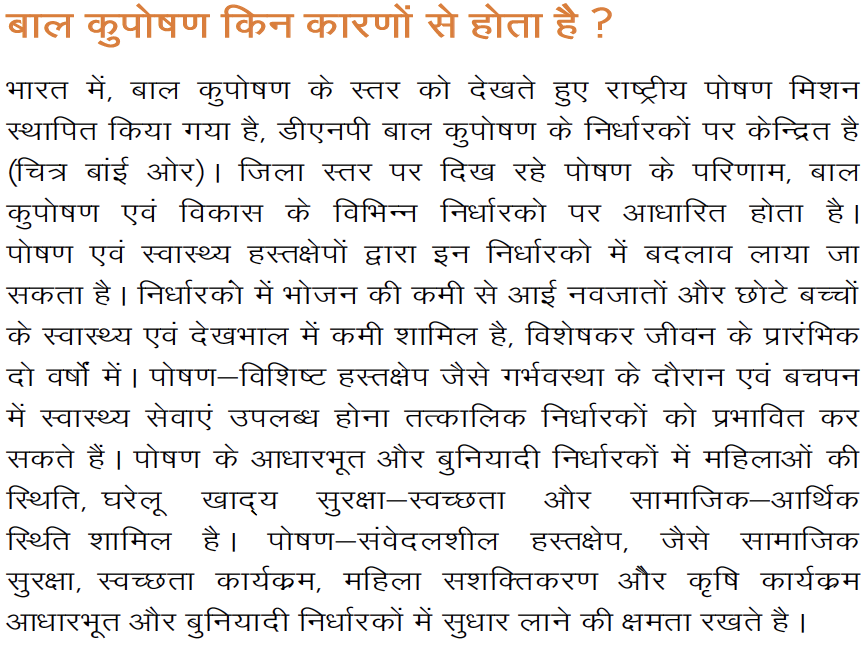 बाल कुपोषण किन कारणों से होता है ?
भारत में, बाल कुपोषण के स्तर को देखते हुए राष्ट्रीय पोषण मिशन
स्थापित किया गया है, डीएनपी बाल कुपोषण के निर्धारकों पर केन्द्रित है
(चित्र बांई ओर)। जिला स्तर पर दिख रहे पोषण के परिणाम, बाल
कुपोषण एवं विकास के विभिन्न निर्धारको पर आधारित होता है।
पोषण एवं स्वास्थ्य हस्तक्षेपों द्वारा इन निर्धारको में बदलाव लाया जा
सकता है। निर्धारकोे में भोजन की कमी से आई नवजातों और छोटे बच्चों
के स्वास्थ्य एवं देखभाल में कमी शामिल है, विशेषकर जीवन के प्रारंभिक
दो वर्षों में। पोषण–विशिष्ट हस्तक्षेप जैसे गर्भवस्था के दौरान एवं बचपन
में स्वास्थ्य सेवाएं उपलब्ध होना तत्कालिक निर्धारकों को प्रभावित कर
सकते हैं। पोषण के आधारभूत और बुनियादी निर्धारकों में महिलाओं की
स्थिति, घरेलू खाद्य सुरक्षा–स्वच्छता और सामाजिक–आर्थिक
स्थिति शामिल है। पोषण–संवेदलशील हस्तक्षेप, जैसे सामाजिक
सुरक्षा, स्वच्छता कार्यक्रम, महिला सशक्तिकरण और कृषि कार्यक्रम
आधारभूत और बुनियादी निर्धारकों में सुधार लाने की क्षमता रखते है।